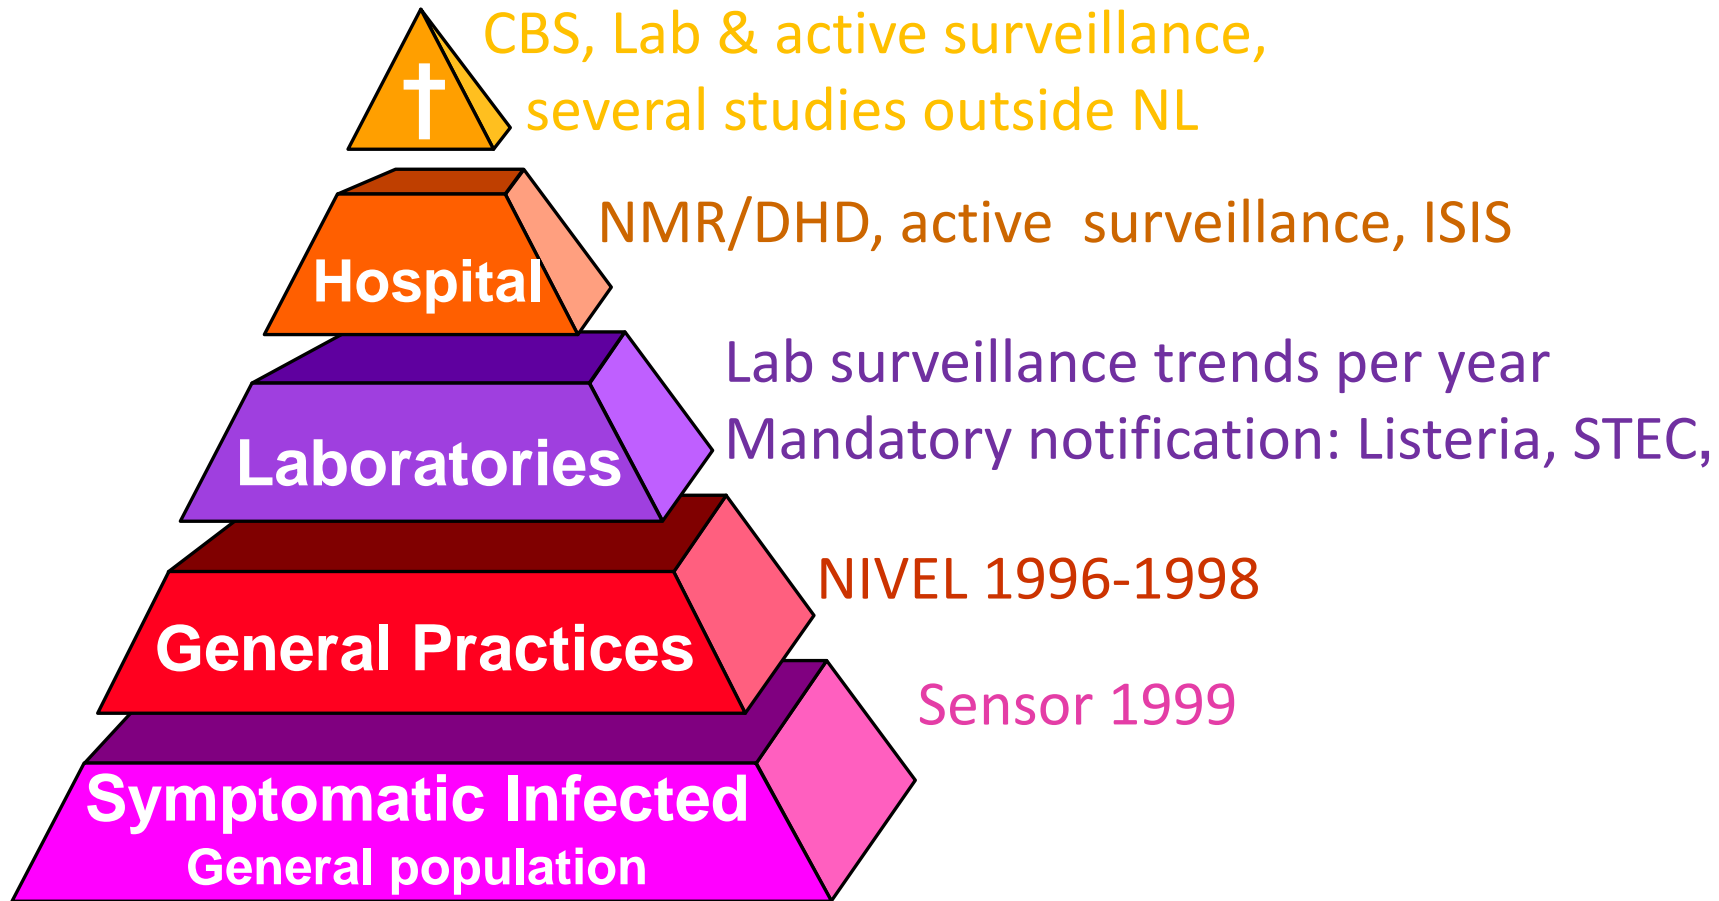 CBS, Lab & active surveillance,
several studies outside NL
NMR/DHD, active surveillance, ISIS
Hospital
Lab surveillance trends per year
Mandatory notification: Listeria, STEC,
Laboratories
NIVEL 1996-1998
General Practices
Sensor 1999
Symptomatic Infected
General population